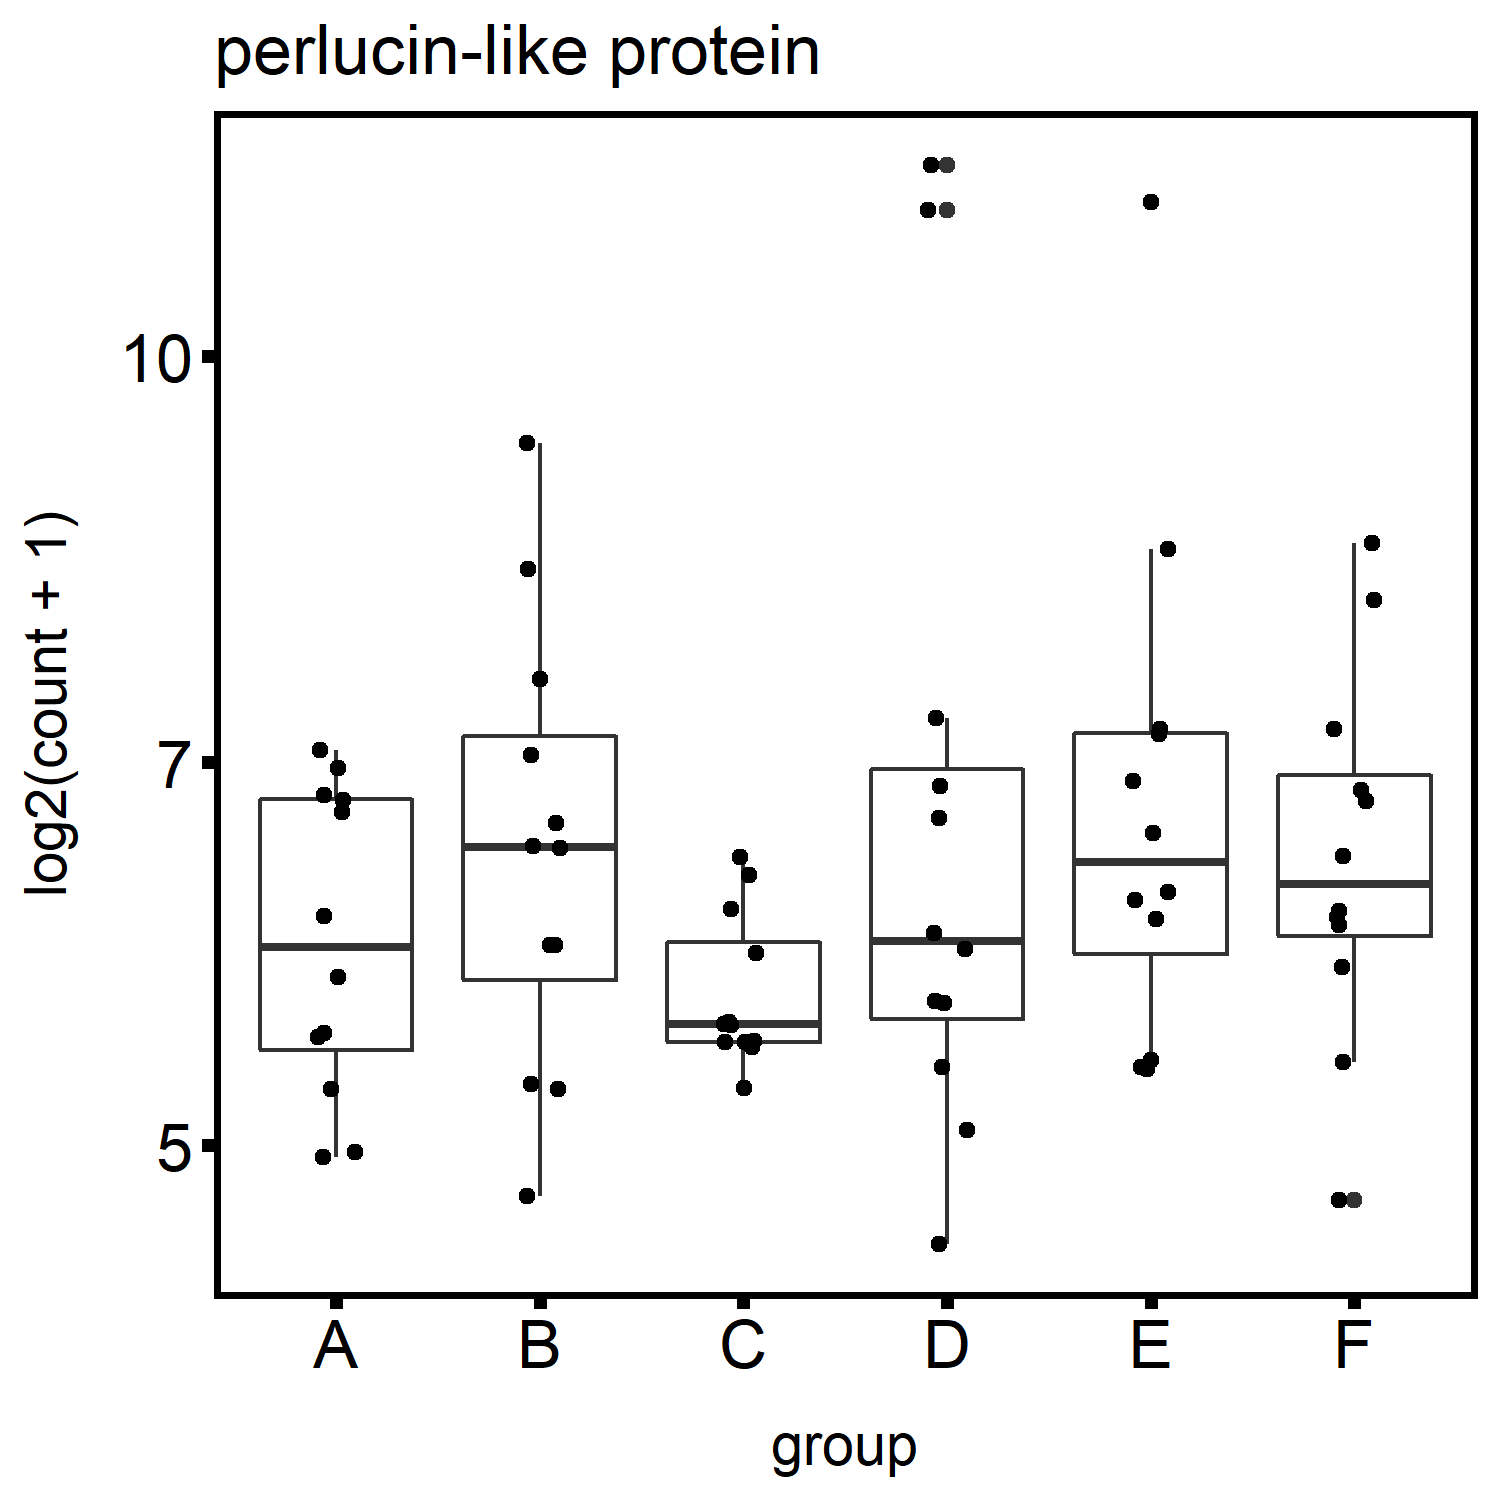 perlucin-like protein
log2(count + 1)
10
7
5
A B C D E F
group